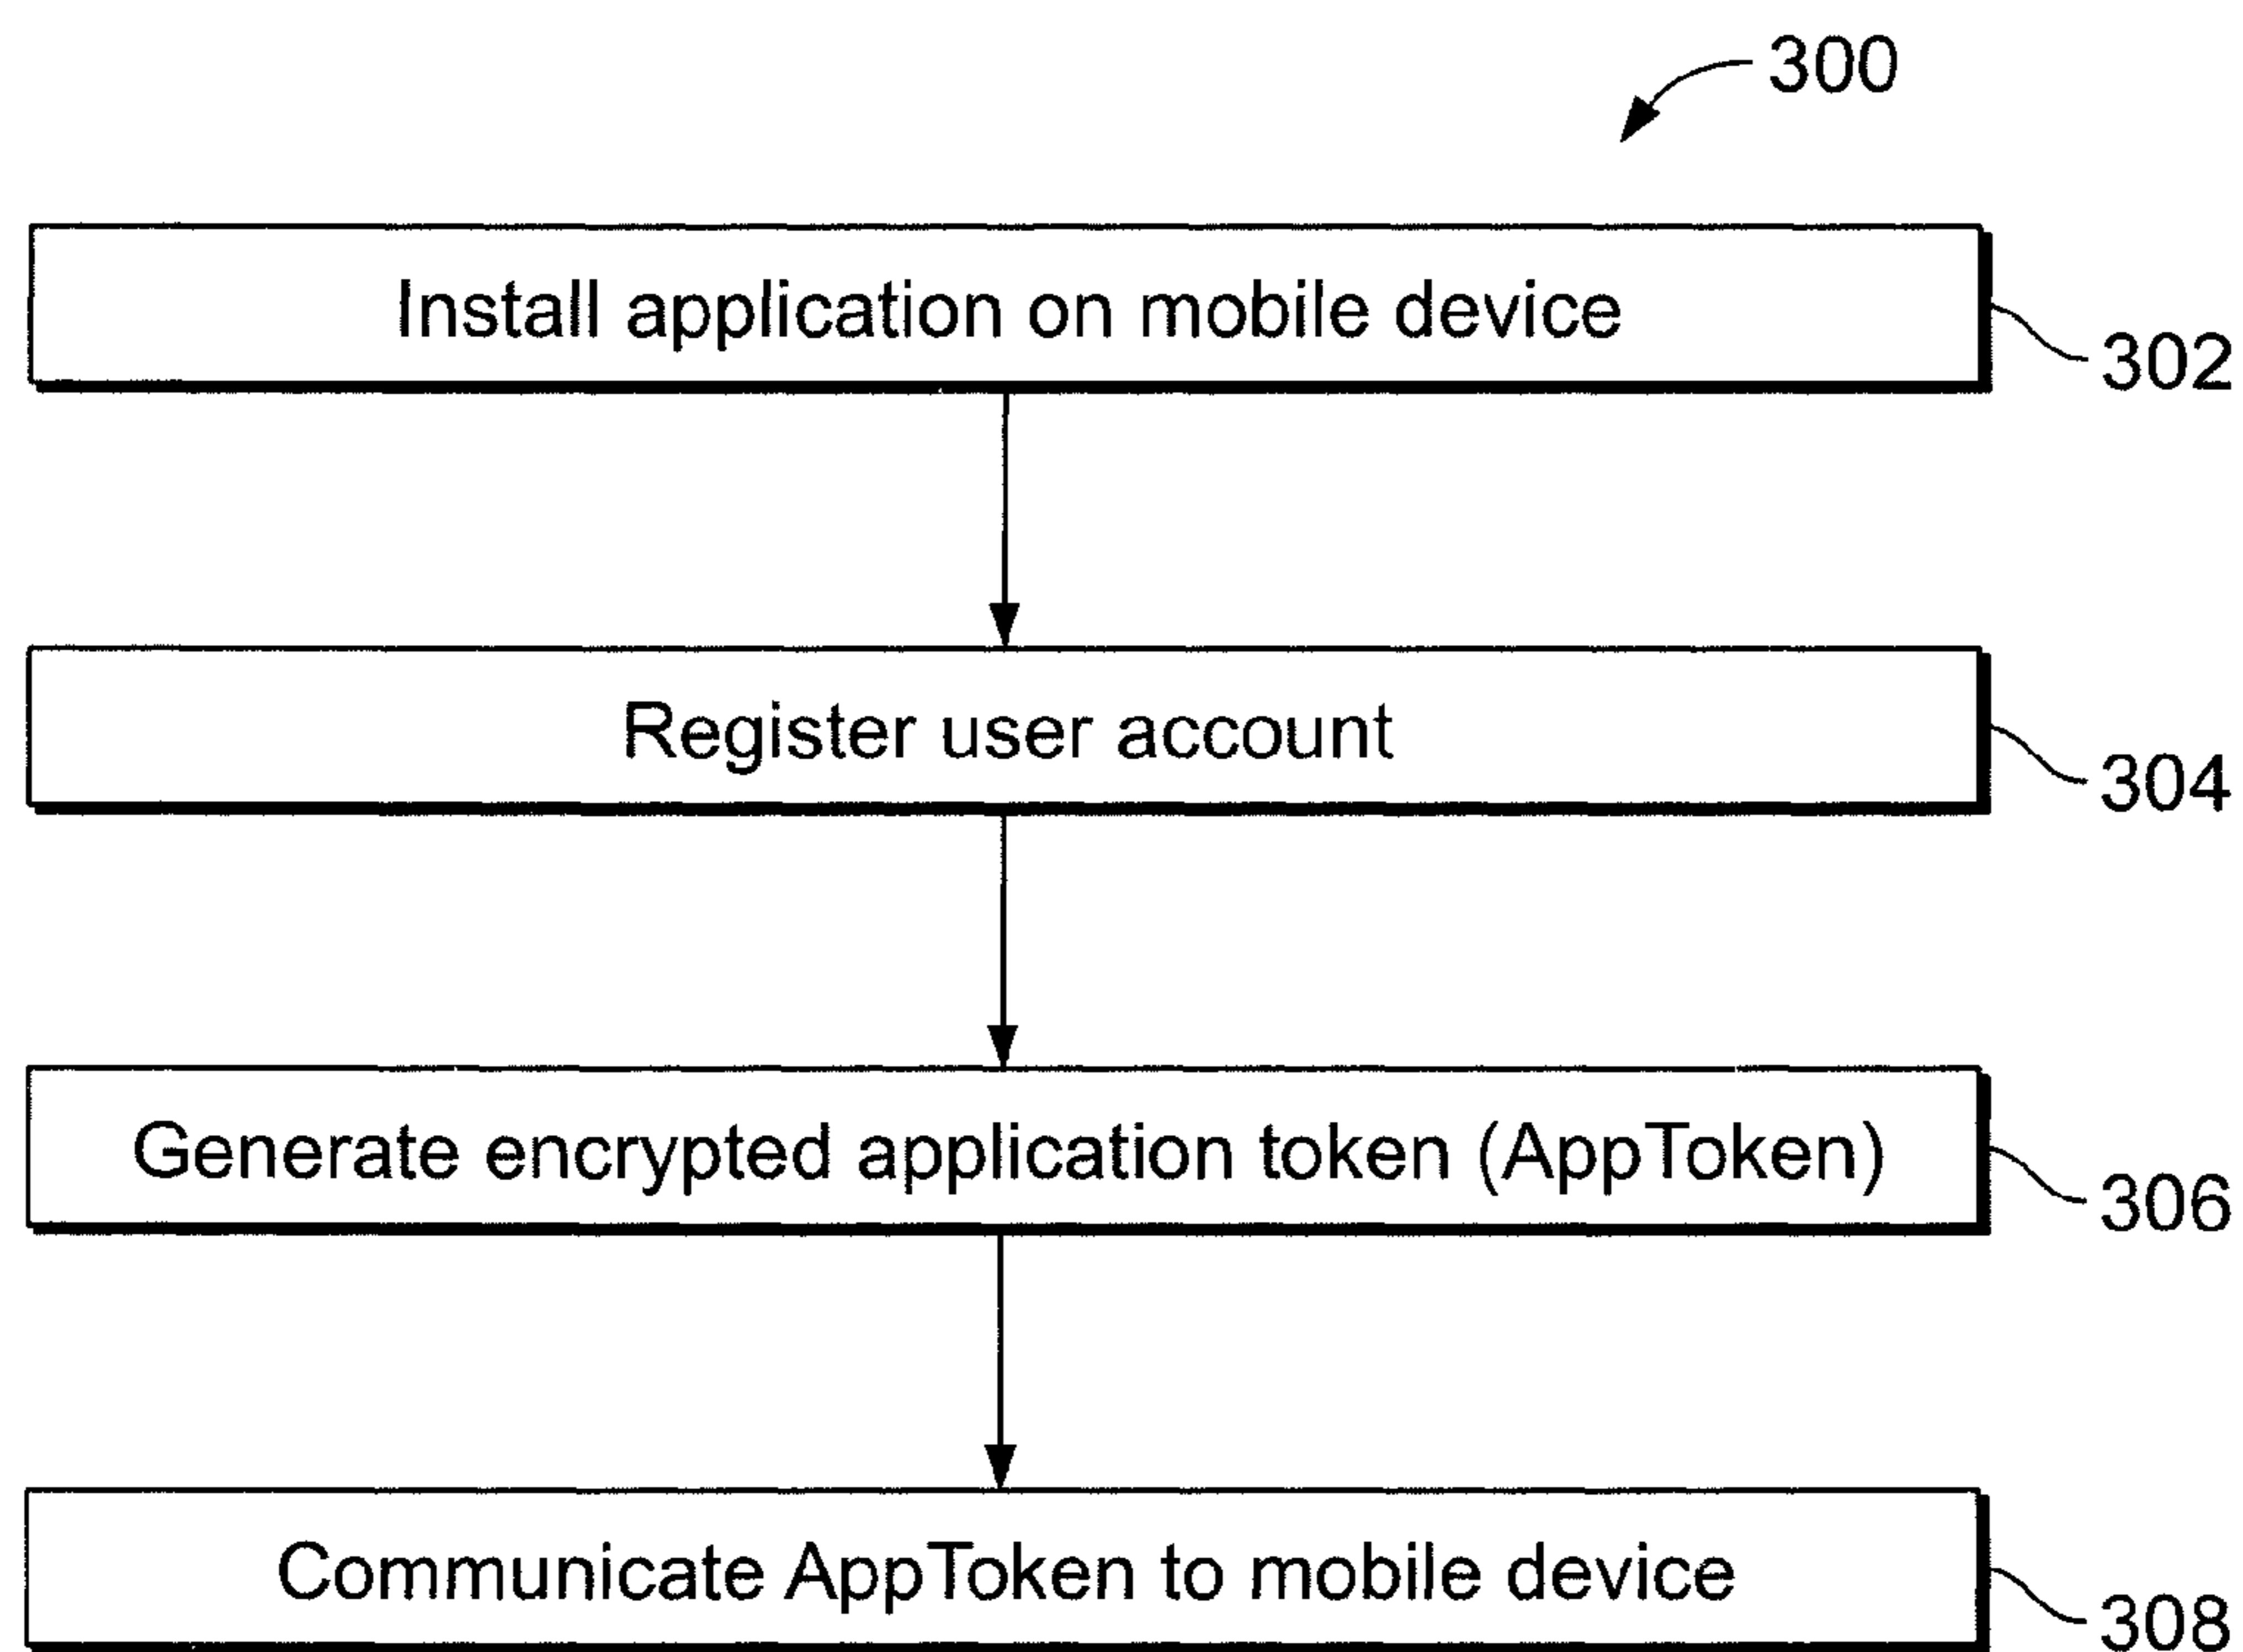 300
Install application on mobile device
302
Register user account
304
Generate encrypted application token (AppToken)
306
Communicate AppToken to mobile device
308